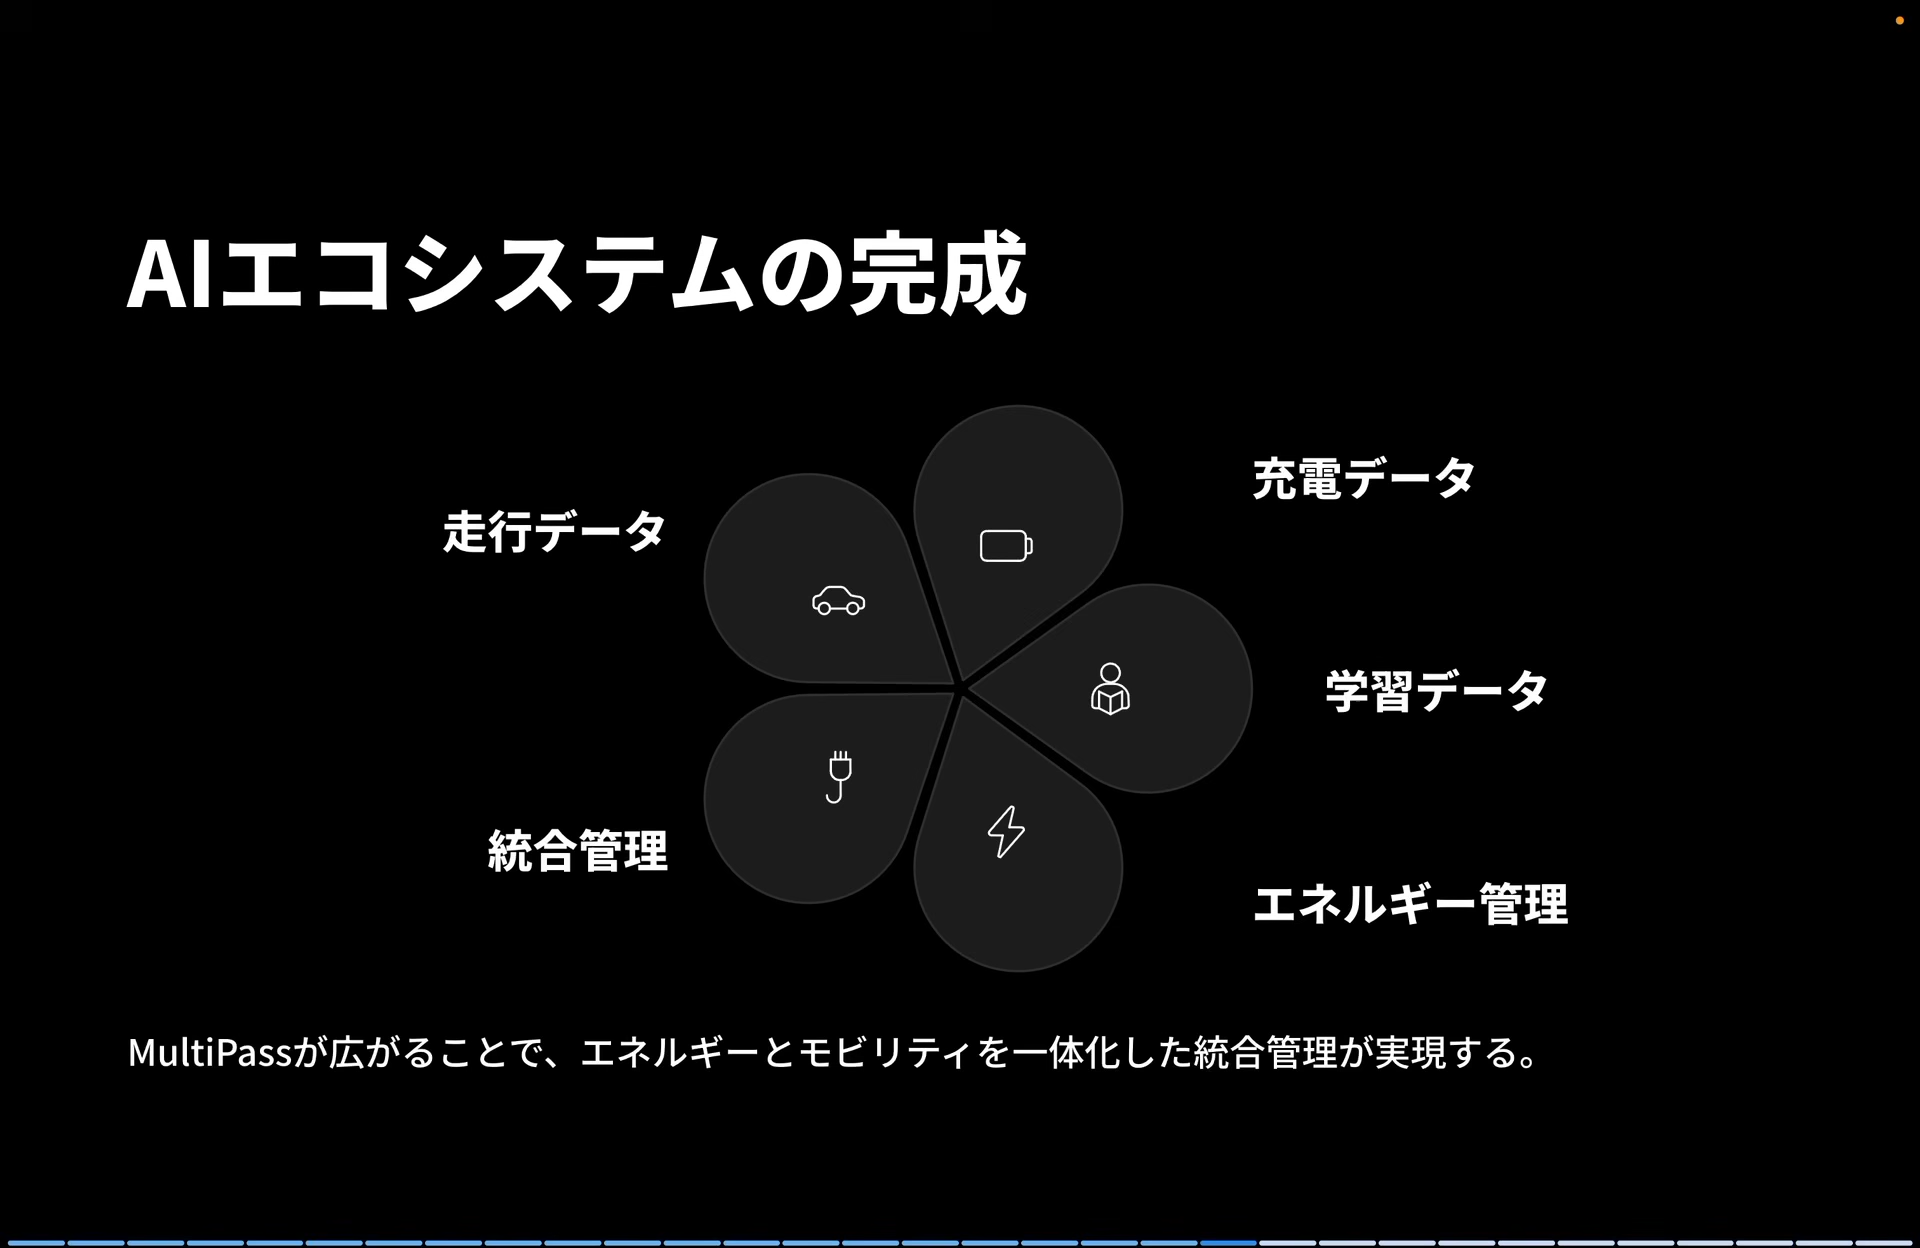 AIエコシステムの完成
充電データ
走行データ
学習データ
統合管理
エネルギー管理
MultiPassが広がることで、エネルギーとモビリティを一体化した統合管理が実現する。